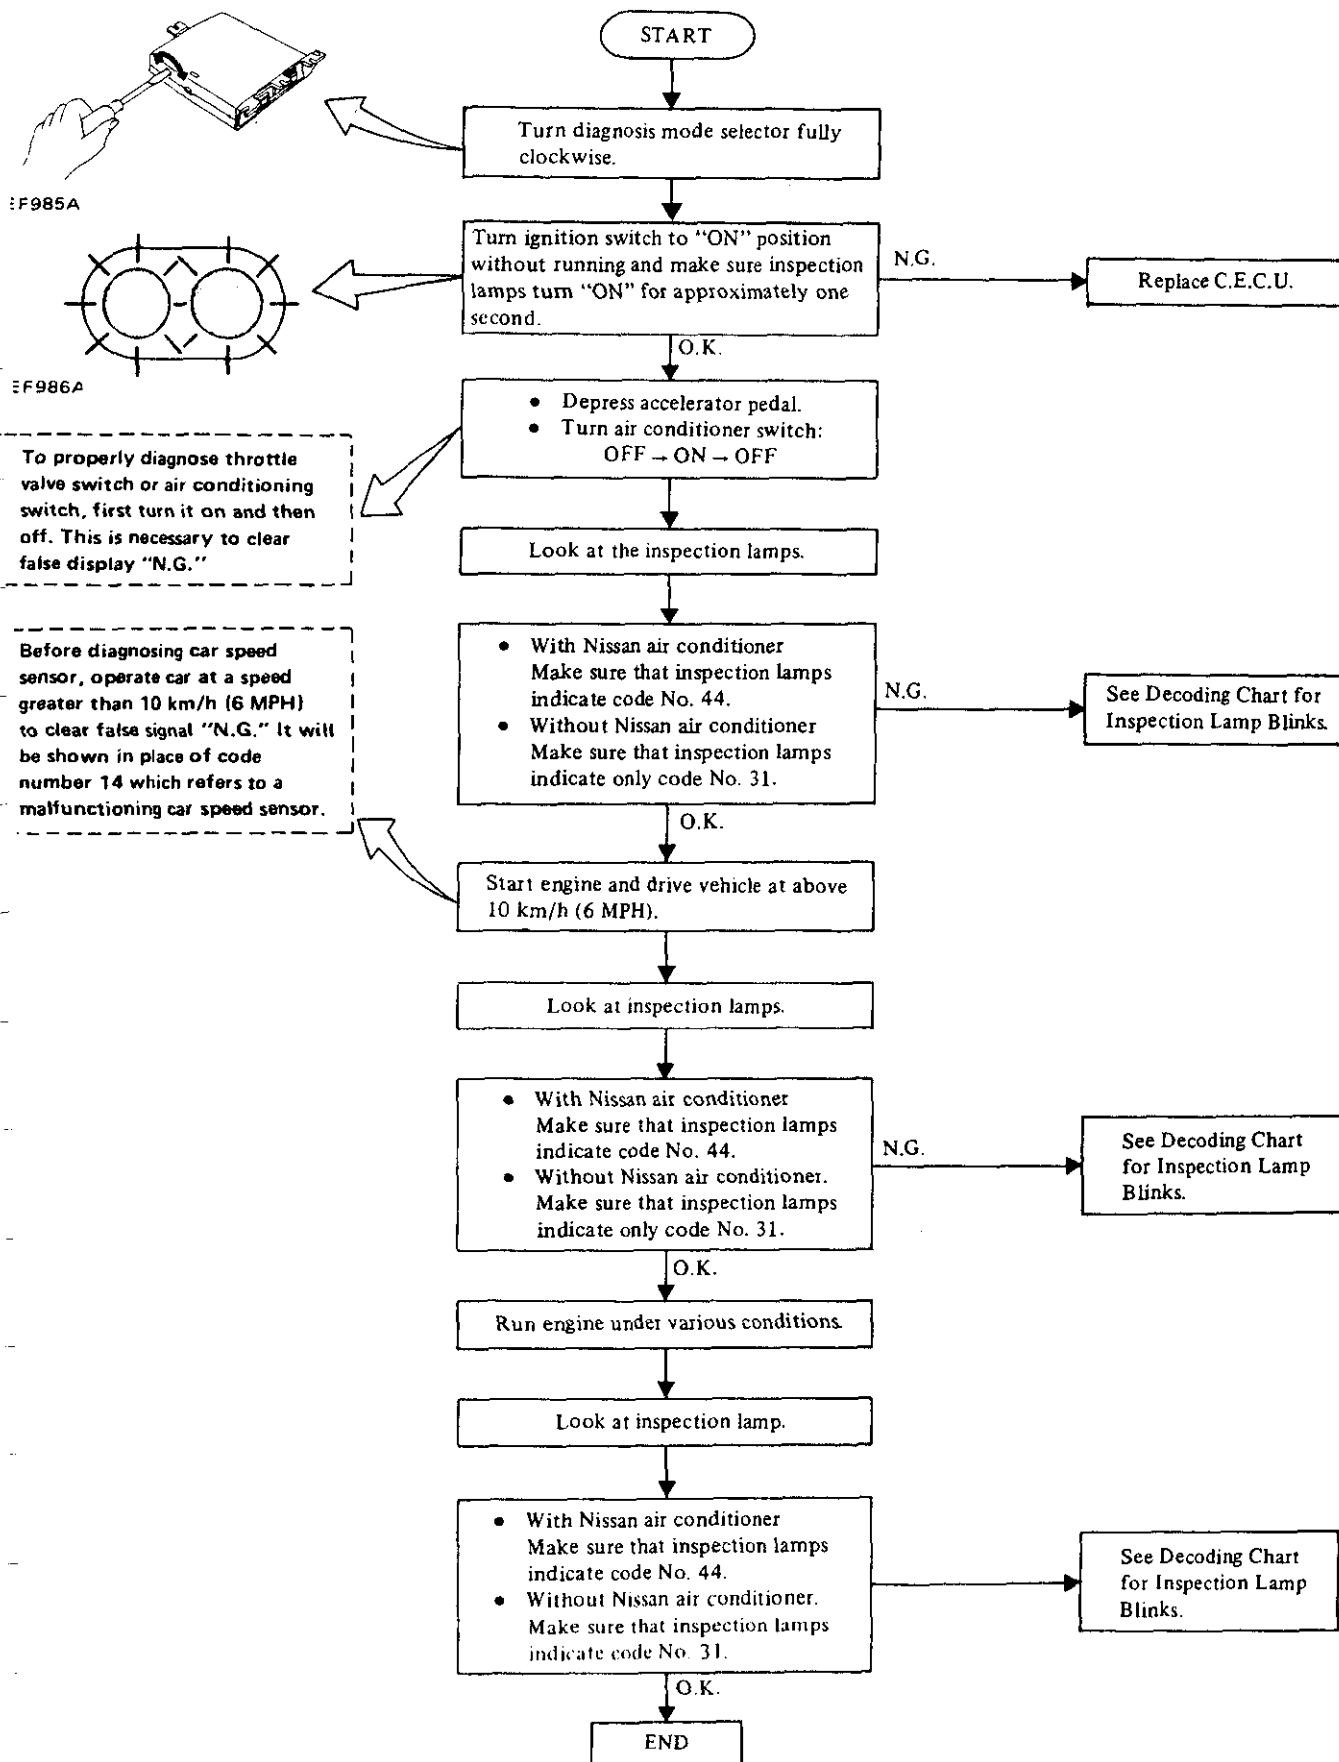 START
Turn diagnosis mode selector fully
clockwise.
EF985A
Turn ignition switch to "ON" position
without running and make sure inspection
lamps turn "ON" for approximately one
second.
N.G.
Replace C.E.C.U.
O.K.
EF986A
• Depress accelerator pedal.
• Turn air conditioner switch:
OFF → ON → OFF
To properly diagnose throttle
valve switch or air conditioning
switch, first turn it on and then
off. This is necessary to clear
false display "N.G."
Look at the inspection lamps.
• With Nissan air conditioner
Make sure that inspection lamps
indicate code No. 44.
• Without Nissan air conditioner
Make sure that inspection lamps
indicate only code No. 31.
N.G.
See Decoding Chart for
Inspection Lamp Blinks.
Before diagnosing car speed
sensor, operate car at a speed
greater than 10 km/h (6 MPH)
to clear false signal "N.G." It will
be shown in place of code
number 14 which refers to a
malfunctioning car speed sensor.
O.K.
Start engine and drive vehicle at above
10 km/h (6 MPH).
Look at inspection lamps.
• With Nissan air conditioner
Make sure that inspection lamps
indicate code No. 44.
• Without Nissan air conditioner.
Make sure that inspection lamps
indicate only code No. 31.
N.G.
See Decoding Chart
for Inspection Lamp
Blinks.
O.K.
Run engine under various conditions.
Look at inspection lamp.
• With Nissan air conditioner
Make sure that inspection lamps
indicate code No. 44.
• Without Nissan air conditioner.
Make sure that inspection lamps
indicate code No. 31.
See Decoding Chart
for Inspection Lamp
Blinks.
O.K.
END